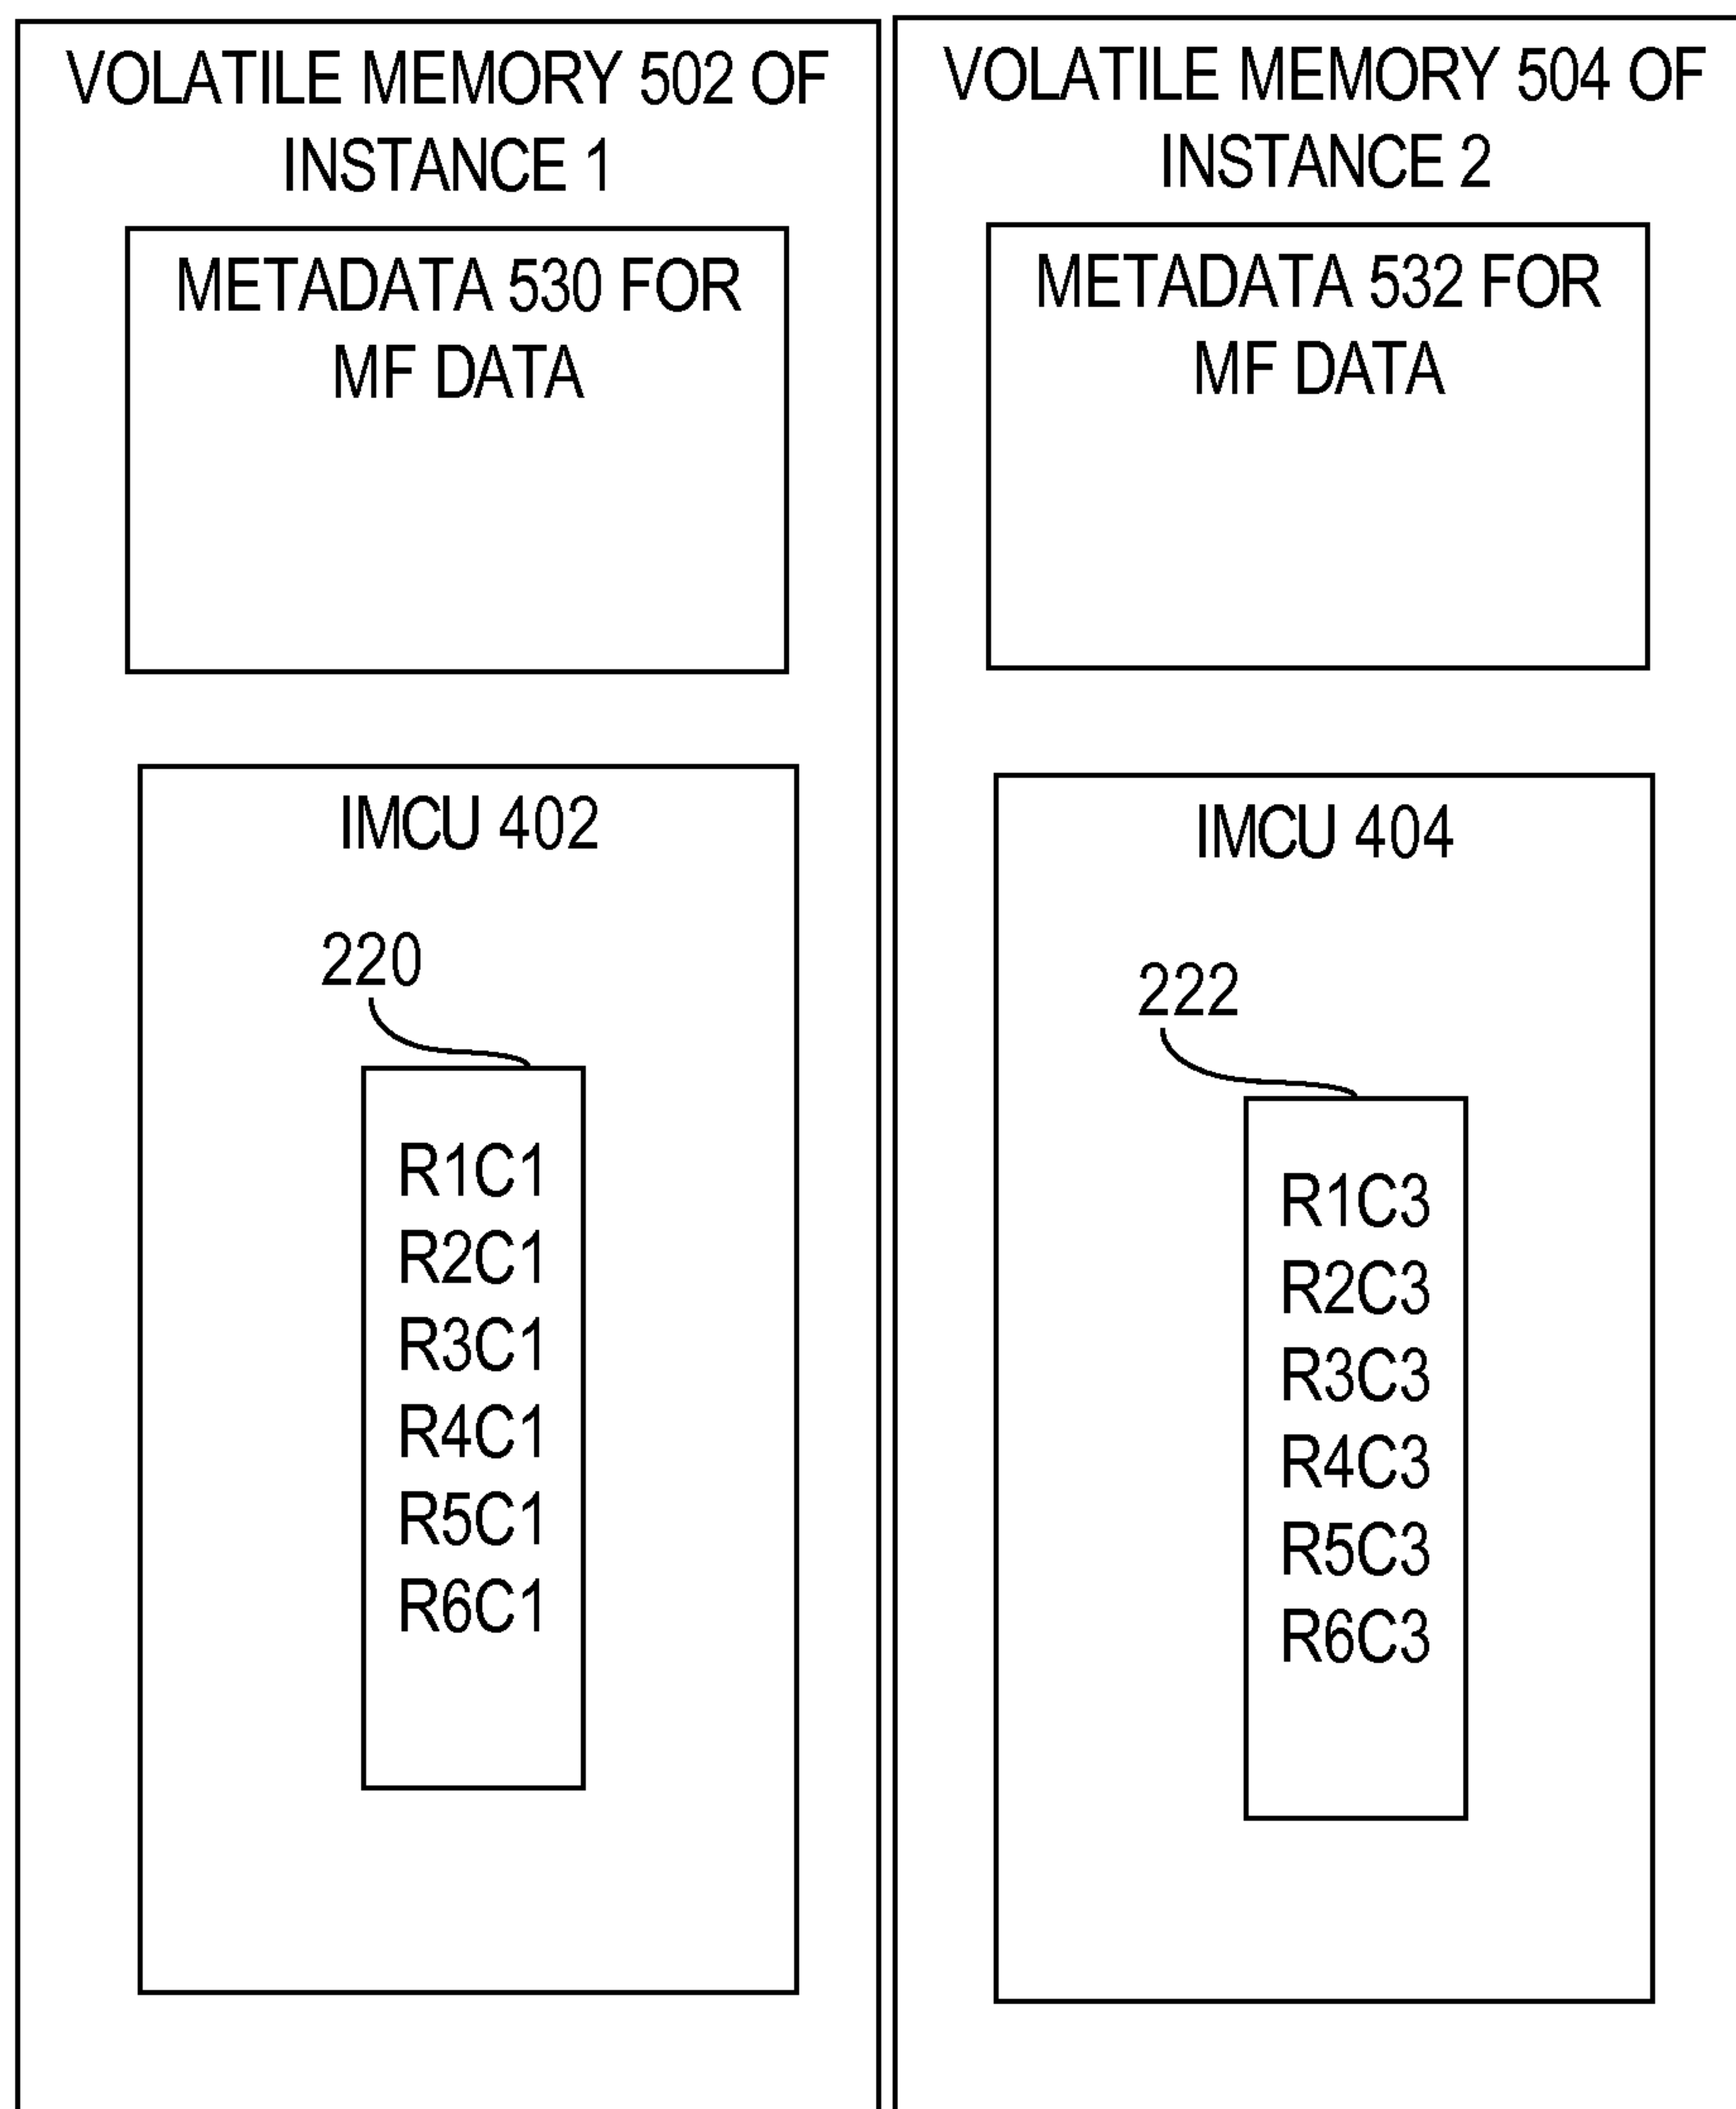 VOLATILE MEMORY 502 OF
INSTANCE 1
METADATA 530 FOR
MF DATA
IMCU 402
220
R1C1
R2C1
R3C1
R4C1
R5C1
R6C1
VOLATILE MEMORY 504 OF
INSTANCE 2
METADATA 532 FOR
MF DATA
IMCU 404
222
R1C3
R2C3
R3C3
R4C3
R5C3
R6C3